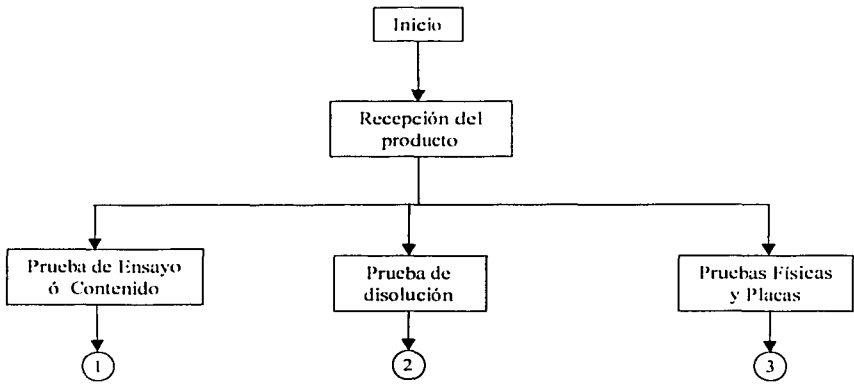 Inicio
Recepción del
producto
Prueba de Ensayo
ó Contenido
Prueba de
disolución
Pruebas Físicas
y Placas
1
2
3